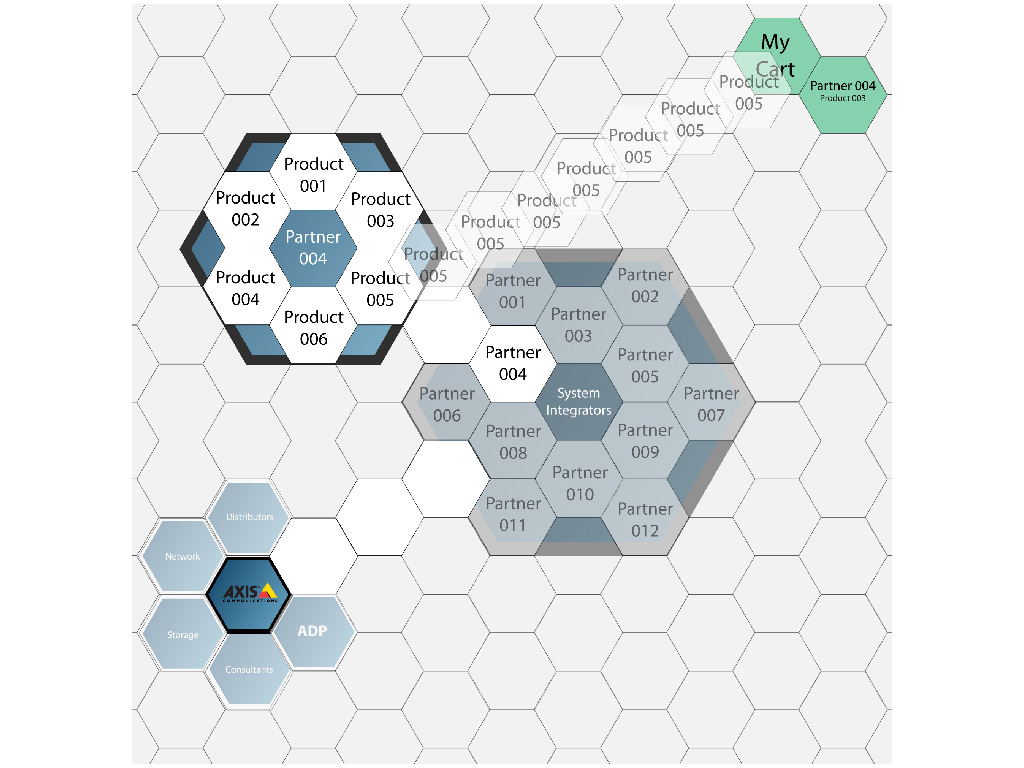 My
Cart
Partner 004
Product 003
Product
005
Product
005
Product
005
Product
005
Product
005
Product
005
Product
005
Product
001
Product
002
Product
003
Partner
004
Product
004
Product
005
Product
006
Partner
001
Partner
002
Partner
003
Partner
004
Partner
005
Partner
006
System
Integrators
Partner
007
Partner
008
Partner
009
Partner
010
Partner
011
Partner
012
Distributors
Network
AXIS
COMMUNICATIONS
Storage
ADP
Consultants